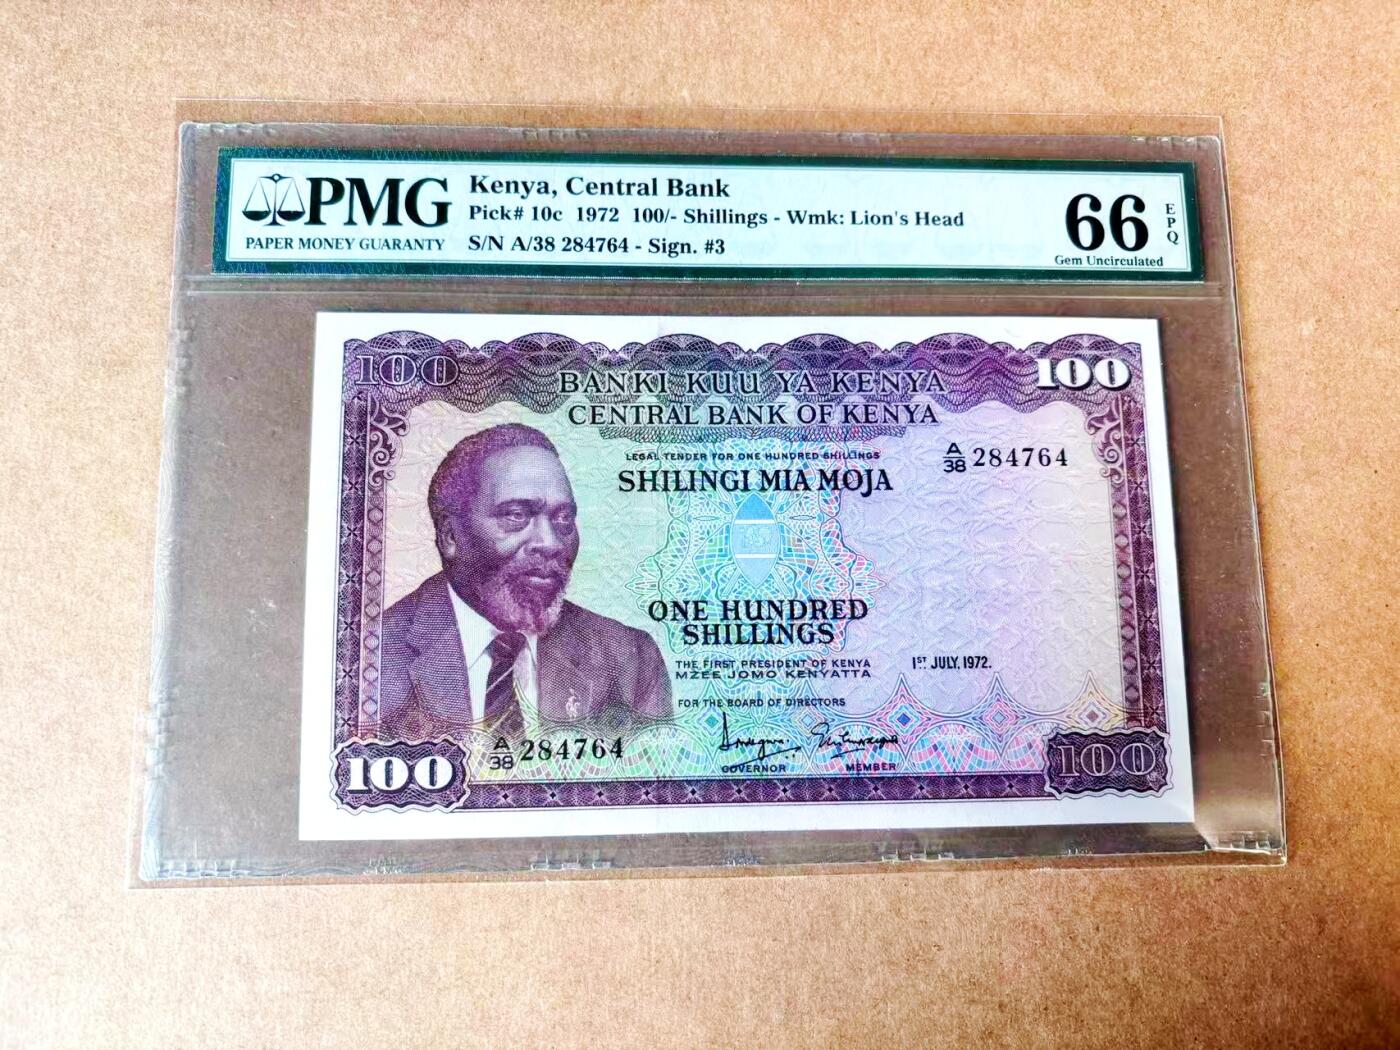 PMG
PAPER MONEY GUARANTY
Kenya, Central Bank
Pick# 10c 1972 100/- Shillings - Wmk: Lion's Head
S/N A/38 284764 - Sign. #3
66
EPQ
Gem Uncirculated
100
BANKI KUU YA KENYA
100
CENTRAL BANK OF KENYA
LEGAL TENDER FOR ONE HUNDRED SHILLINGS
A/38 284764
SHILINGI MIA MOJA
ONE HUNDRED
SHILLINGS
THE FIRST PRESIDENT OF KENYA
1ST JULY, 1972.
MZEE JOMO KENYATTA
FOR THE BOARD OF DIRECTORS
A/38 284764
GOVERNOR
MEMBER
100
100